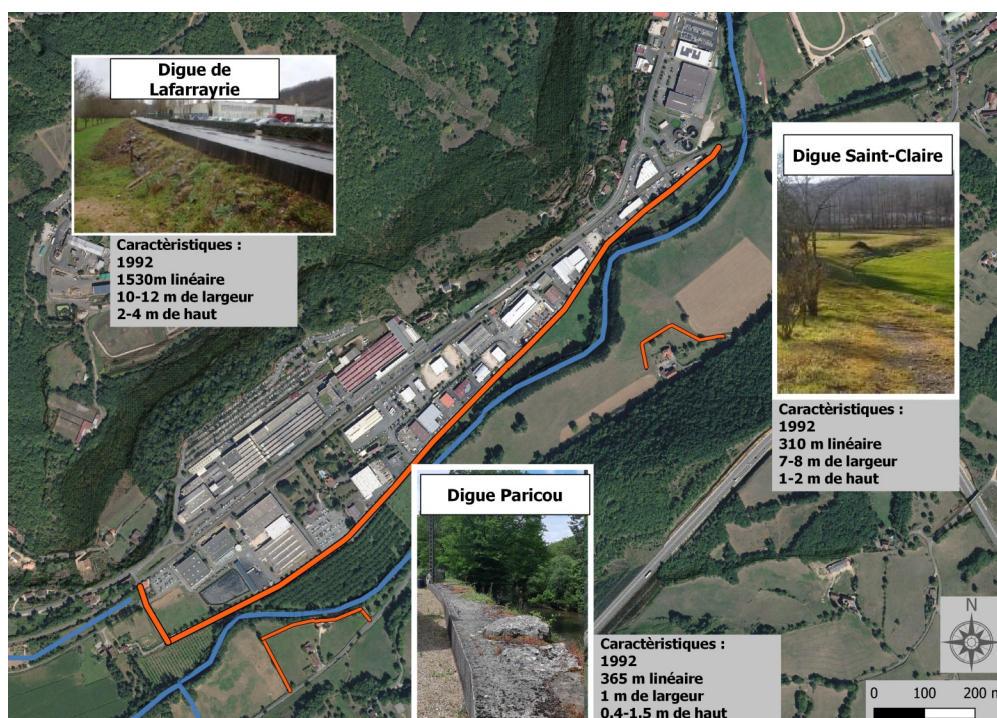 Digue de
Lafarrayrie
Caractèristiques :
1992
1530m linéaire
10-12 m de largeur
2-4 m de haut
Digue Saint-Claire
Caractèristiques :
1992
310 m linéaire
7-8 m de largeur
1-2 m de haut
Digue Paricou
Caractèristiques :
1992
365 m linéaire
1 m de largeur
0.4-1.5 m de haut
N
0 100 200 m